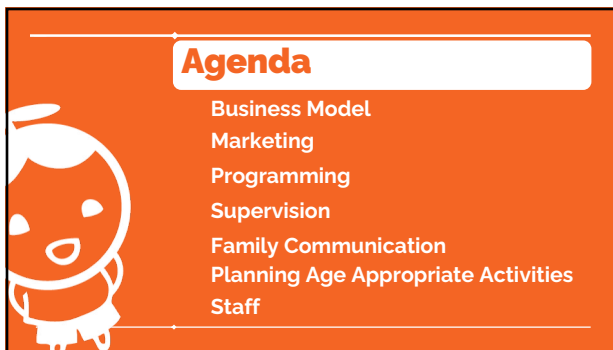 Agenda
Business Model
Marketing
Programming
Supervision
Family Communication
Planning Age Appropriate Activities
Staff